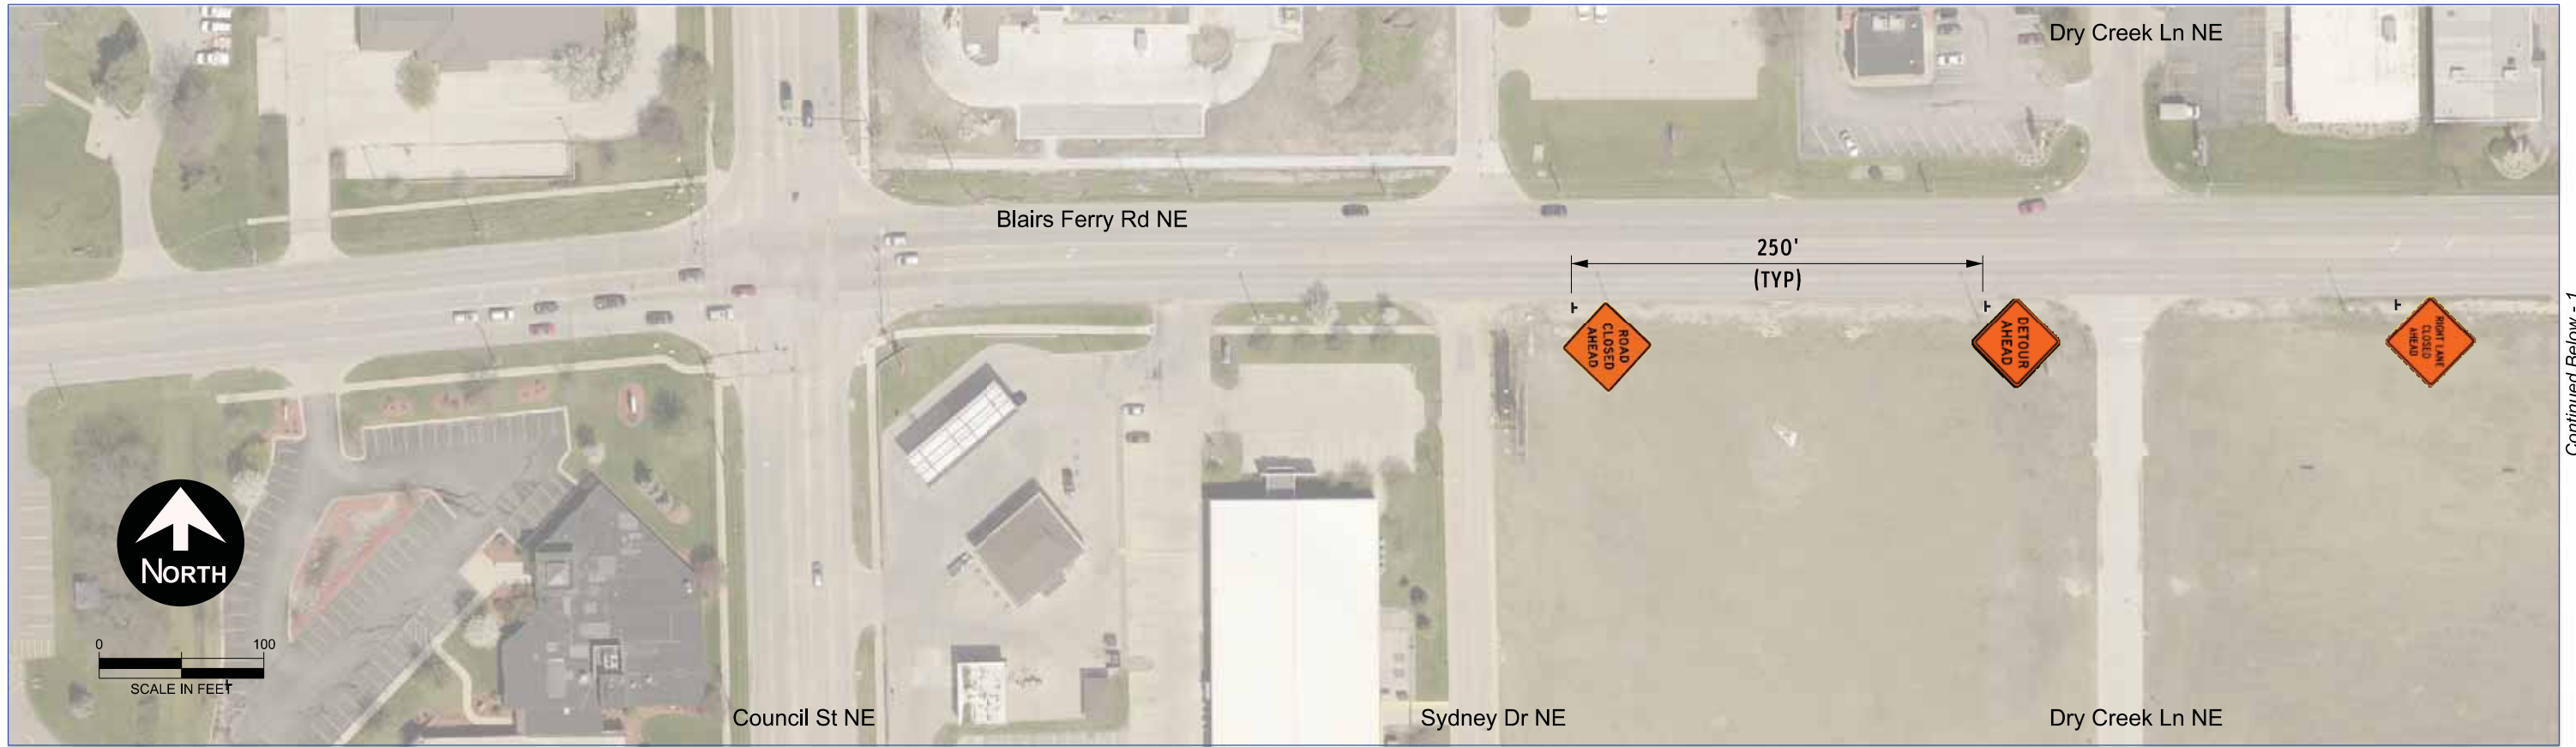 Dry Creek Ln NE
Blairs Ferry Rd NE
250'
(TYP)
ROAD
CLOSED
AHEAD
DETOUR
AHEAD
RIGHT LANE
CLOSED
AHEAD
Continued Below - 1
NORTH
0 100
SCALE IN FEET
Council St NE
Sydney Dr NE
Dry Creek Ln NE